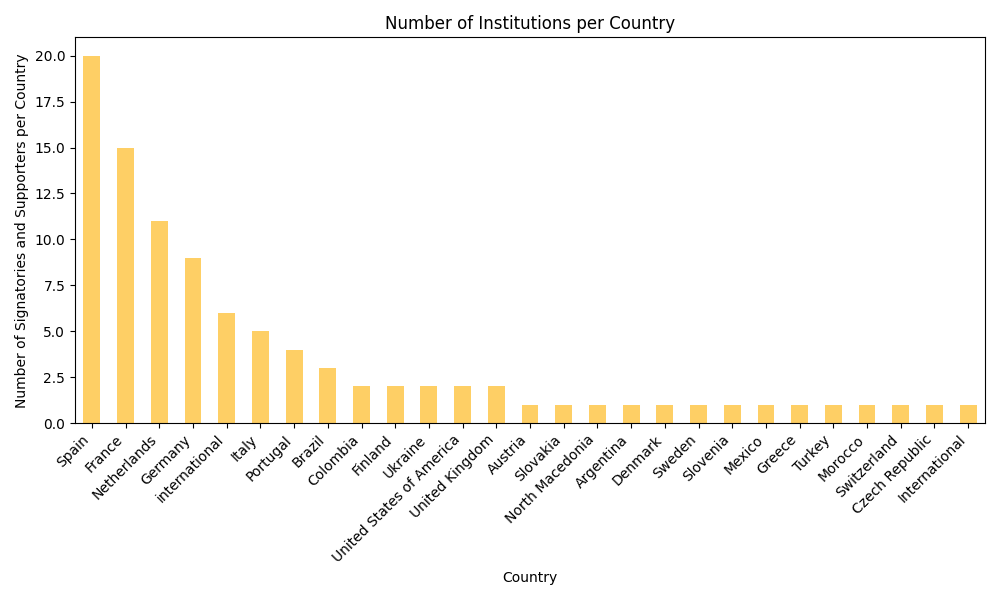 Number of Institutions per Country
Number of Signatories and Supporters per Country
20.0
17.5
15.0
12.5
10.0
7.5
5.0
2.5
0.0
Spain
France
Netherlands
Germany
international
Italy
Portugal
Brazil
Colombia
Finland
Ukraine
United States of America
United Kingdom
Austria
Slovakia
North Macedonia
Argentina
Denmark
Sweden
Slovenia
Mexico
Greece
Turkey
Morocco
Switzerland
Czech Republic
International
Country